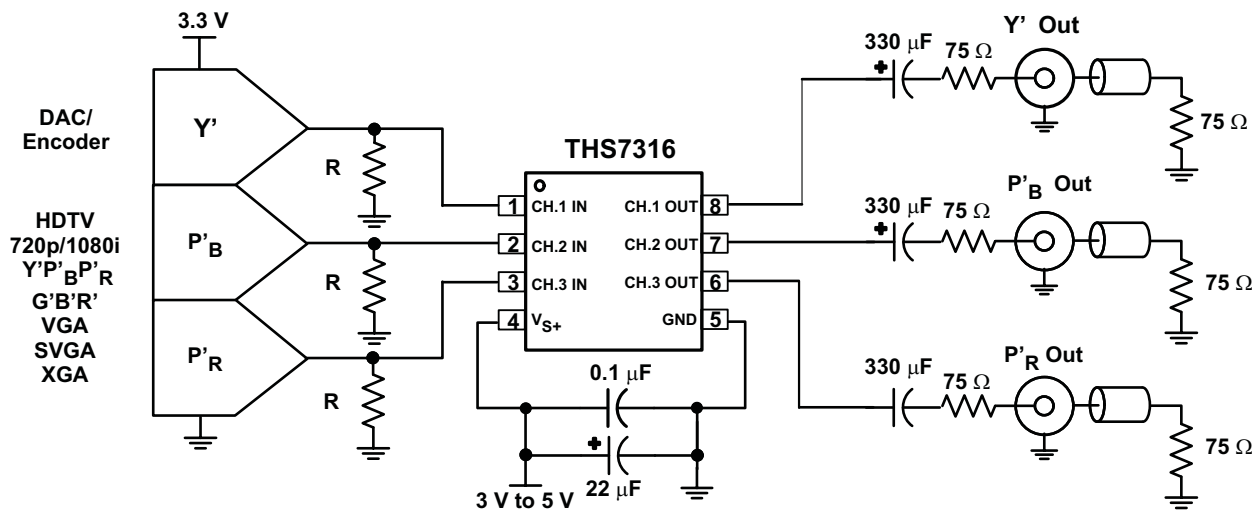 3.3 V
DAC/
Encoder
HDTV
720p/1080i
Y'P'BP'R
G'B'R'
VGA
SVGA
XGA
Y'
P'B
P'R
R
R
R
THS7316
1 CH.1 IN
2 CH.2 IN
3 CH.3 IN
4 VS+
CH.1 OUT 8
CH.2 OUT 7
CH.3 OUT 6
GND 5
0.1 μF
+
22 μF
3 V to 5 V
330 μF
+
75 Ω
Y' Out
75 Ω
330 μF
+
75 Ω
P'B Out
75 Ω
330 μF
75 Ω
P'R Out
75 Ω